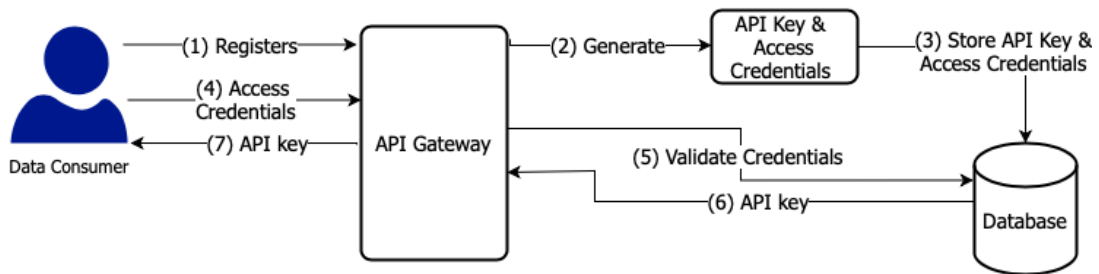 (1) Registers
(2) Generate
API Key &
Access
Credentials
(3) Store API Key &
Access Credentials
(4) Access
Credentials
(7) API key
API Gateway
Data Consumer
(5) Validate Credentials
(6) API key
Database